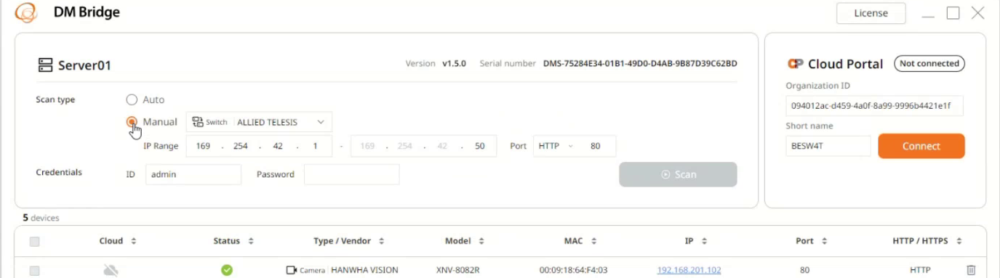 DM Bridge License
Server01 Version v1.5.0 Serial number DMS-75284E34-01B1-49D0-D4AB-9B87D39C62BD
Scan type Auto
Manual Switch ALLIED TELESIS
IP Range 169 . 254 . 42 . 1 - 169 . 254 . 42 . 50 Port HTTP 80
Credentials ID admin Password Scan
CP Cloud Portal Not connected
Organization ID
094012ac-d459-4a0f-8a99-9996b4421e1f
Short name
BESW4T Connect
5 devices
Cloud Status Type / Vendor Model MAC IP Port HTTP / HTTPS
Camera HANWHA VISION XNV-8082R 00:09:18:64:F4:03 192.168.201.102 80 HTTP